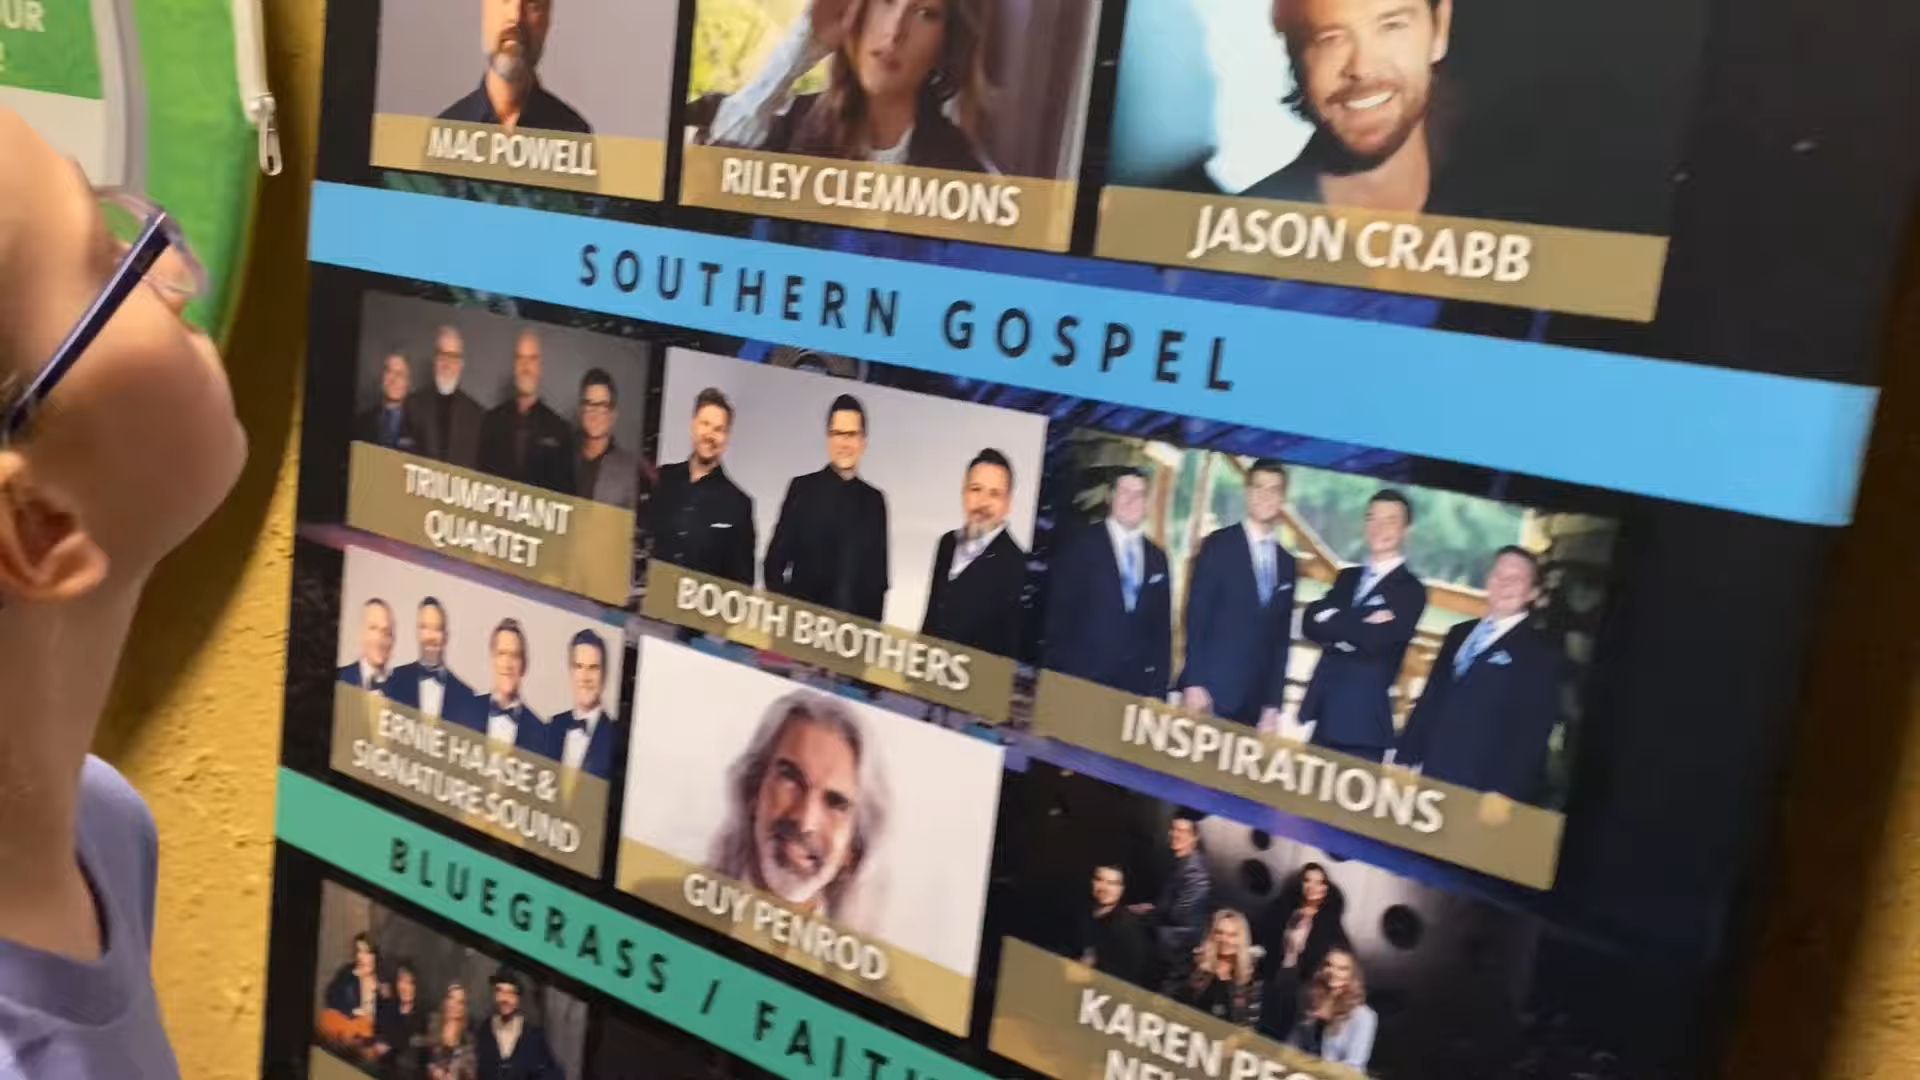 UR
MAC POWELL
RILEY CLEMMONS
JASON CRABB
SOUTHERN GOSPEL
TRIUMPHANT
QUARTET
BOOTH BROTHERS
INSPIRATIONS
ERNIE HAASE &
SIGNATURE SOUND
GUY PENROD
KAREN
BLUEGRASS /